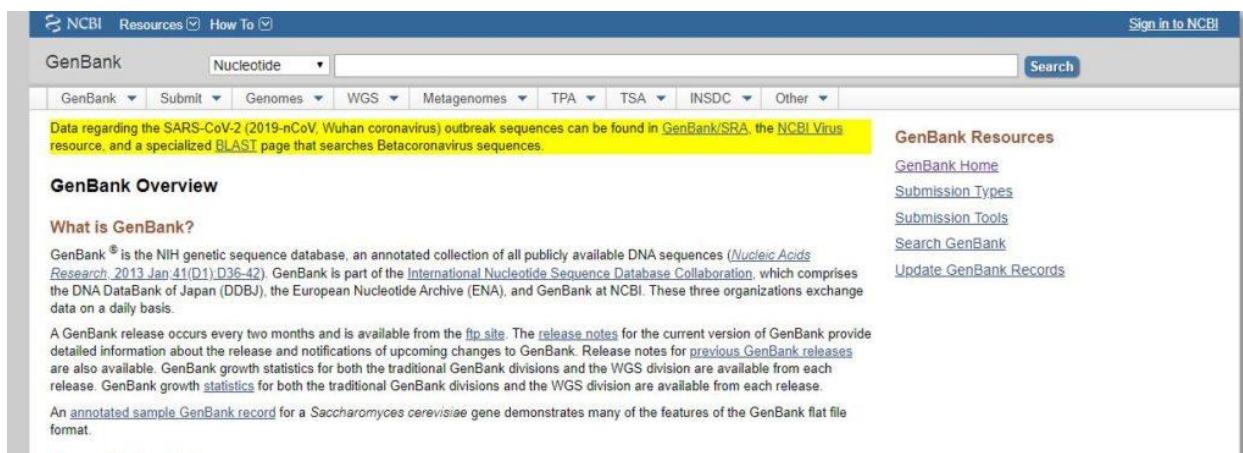 NCBI Resources How To Sign in to NCBI
GenBank Nucleotide Search
GenBank Submit Genomes WGS Metagenomes TPA TSA INSDC Other
Data regarding the SARS-CoV-2 (2019-nCoV, Wuhan coronavirus) outbreak sequences can be found in GenBank/SRA, the NCBI Virus
resource, and a specialized BLAST page that searches Betacoronavirus sequences.
GenBank Overview
What is GenBank?
GenBank ® is the NIH genetic sequence database, an annotated collection of all publicly available DNA sequences (Nucleic Acids
Research, 2013 Jan;41(D1):D36-42). GenBank is part of the International Nucleotide Sequence Database Collaboration, which comprises
the DNA DataBank of Japan (DDBJ), the European Nucleotide Archive (ENA), and GenBank at NCBI. These three organizations exchange
data on a daily basis.
A GenBank release occurs every two months and is available from the ftp site. The release notes for the current version of GenBank provide
detailed information about the release and notifications of upcoming changes to GenBank. Release notes for previous GenBank releases
are also available. GenBank growth statistics for both the traditional GenBank divisions and the WGS division are available from each
release. GenBank growth statistics for both the traditional GenBank divisions and the WGS division are available from each release.
An annotated sample GenBank record for a Saccharomyces cerevisiae gene demonstrates many of the features of the GenBank flat file
format.
GenBank Resources
GenBank Home
Submission Types
Submission Tools
Search GenBank
Update GenBank Records